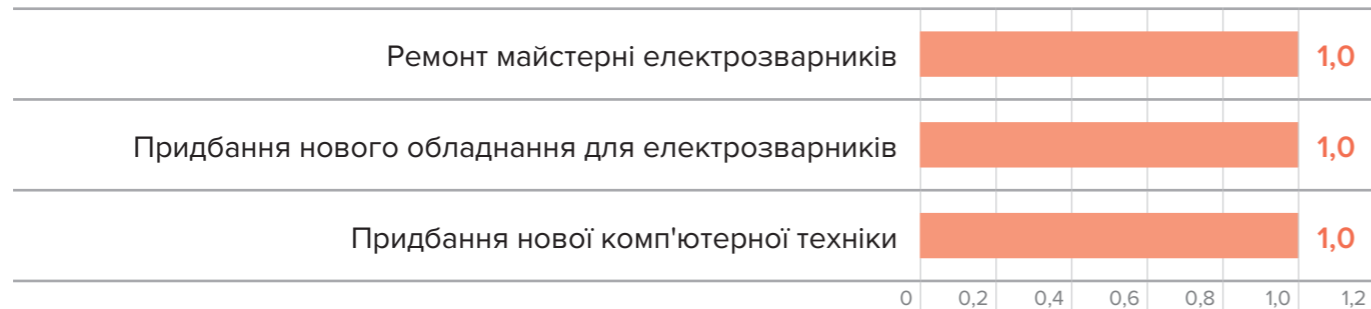 Ремонт майстерні електрозварників 1,0
Придбання нового обладнання для електрозварників 1,0
Придбання нової комп'ютерної техніки 1,0
0 0,2 0,4 0,6 0,8 1,0 1,2